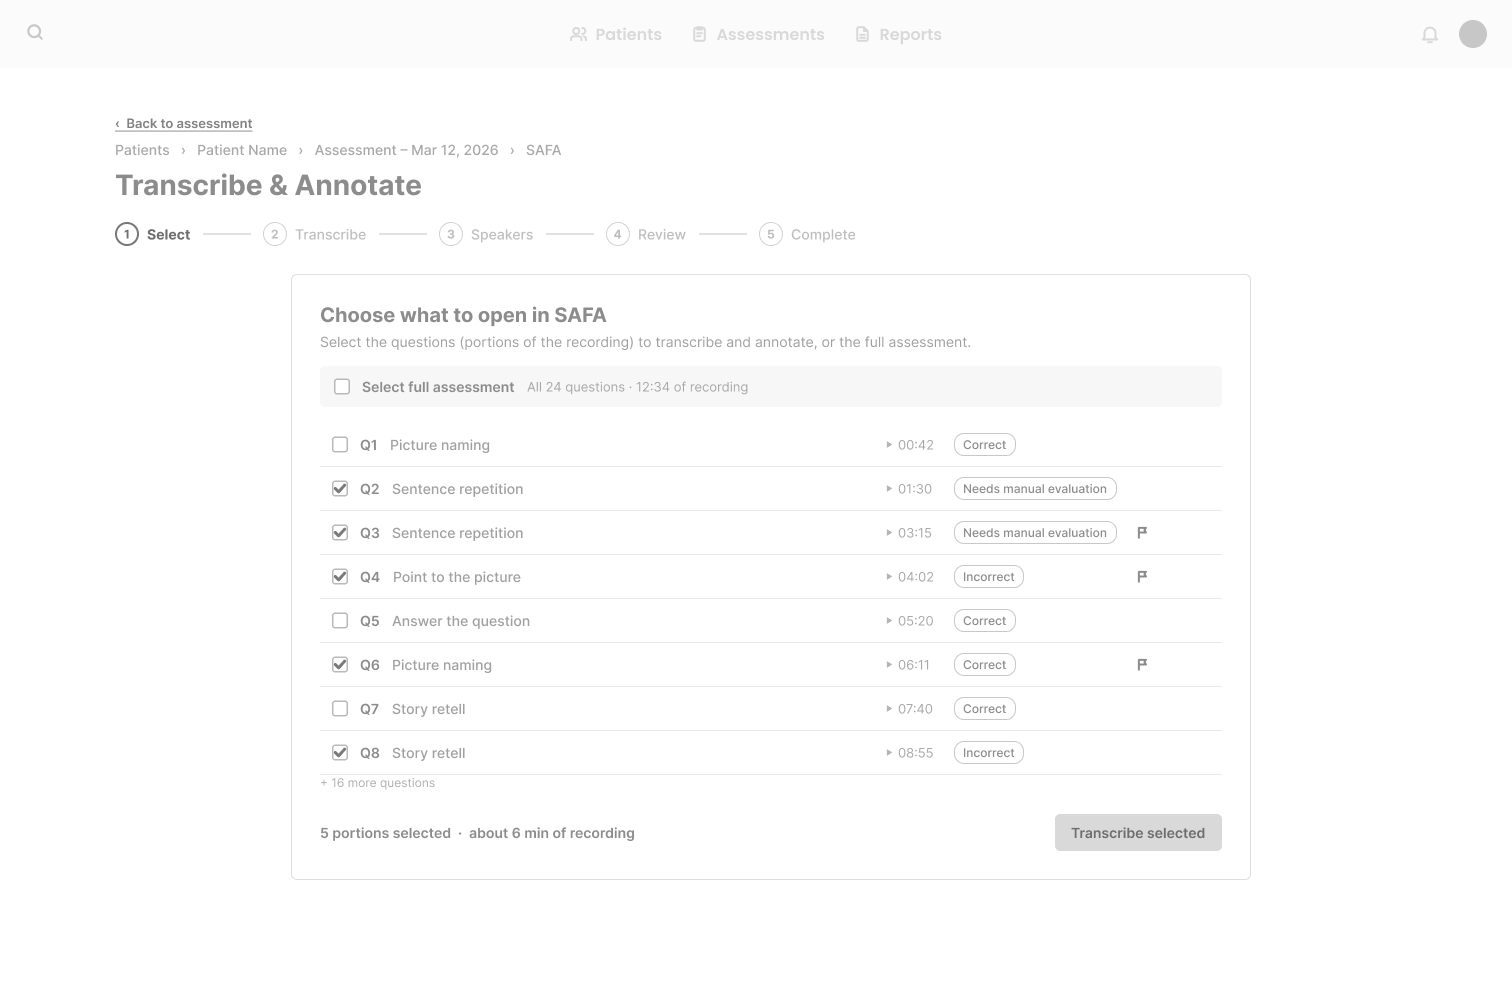 Patients Assessments Reports
‹ Back to assessment
Patients › Patient Name › Assessment – Mar 12, 2026 › SAFA
Transcribe & Annotate
1 Select 2 Transcribe 3 Speakers 4 Review 5 Complete
Choose what to open in SAFA
Select the questions (portions of the recording) to transcribe and annotate, or the full assessment.
Select full assessment All 24 questions · 12:34 of recording
Q1 Picture naming 00:42 Correct
Q2 Sentence repetition 01:30 Needs manual evaluation
Q3 Sentence repetition 03:15 Needs manual evaluation
Q4 Point to the picture 04:02 Incorrect
Q5 Answer the question 05:20 Correct
Q6 Picture naming 06:11 Correct
Q7 Story retell 07:40 Correct
Q8 Story retell 08:55 Incorrect
+ 16 more questions
5 portions selected · about 6 min of recording Transcribe selected